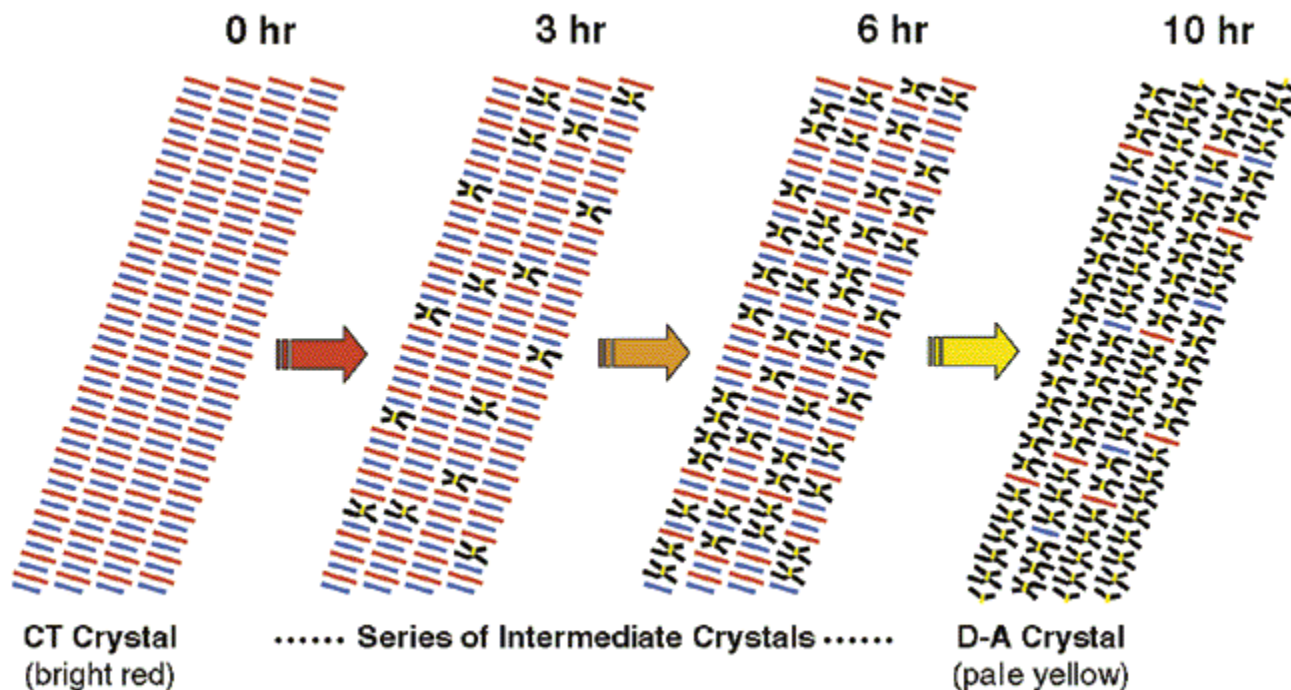 0 hr
3 hr
6 hr
10 hr
CT Crystal
(bright red)
······ Series of Intermediate Crystals ······
D-A Crystal
(pale yellow)